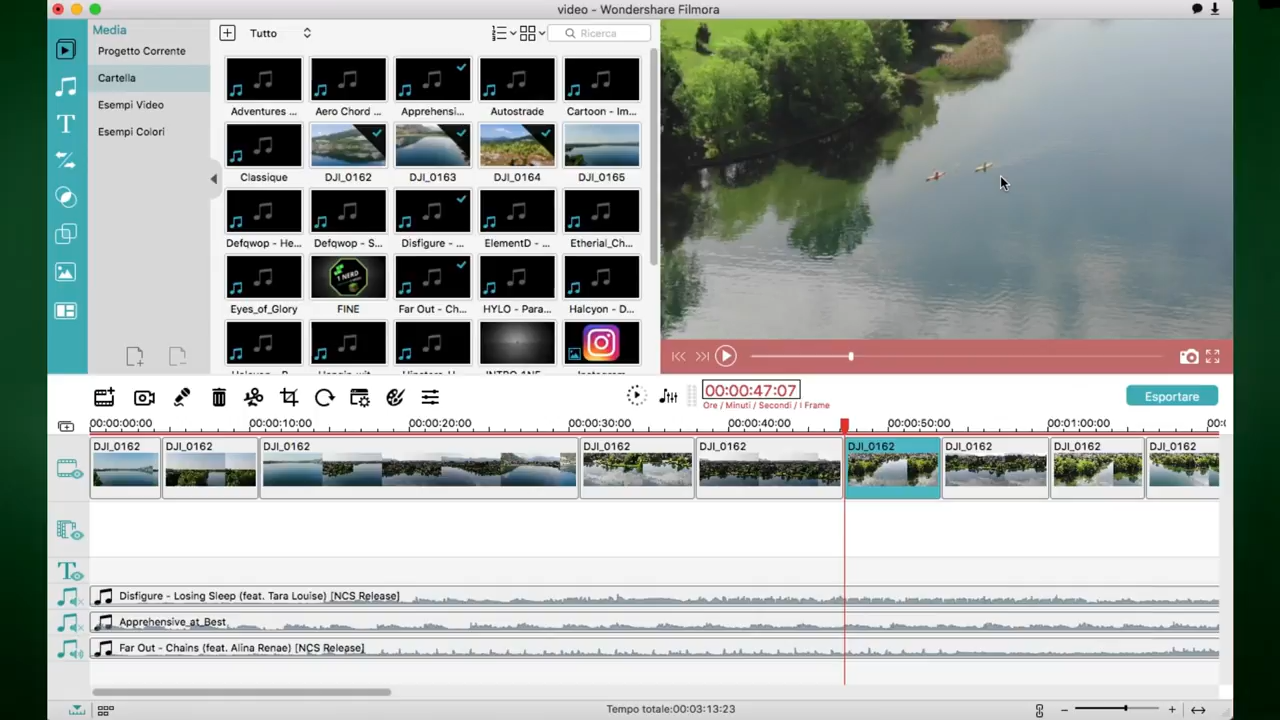 video - Wondershare Filmora
Media
Progetto Corrente
Cartella
Esempi Video
Esempi Colori
Tutto
Ricerca
Adventures ...
Aero Chord ...
Apprehensi...
Autostrade
Cartoon - Im...
Classique
DJI_0162
DJI_0163
DJI_0164
DJI_0165
Defqwop - He...
Defqwop - S...
Disfigure - ...
ElementD - ...
Etherial_Ch...
1 NERD
Eyes_of_Glory
FINE
Far Out - Ch...
HYLO - Para...
Halcyon - D...
00:00:47:07
Ore / Minuti / Secondi / I Frame
Esportare
00:00:00:00
00:00:10:00
00:00:20:00
00:00:30:00
00:00:40:00
00:00:50:00
00:01:00:00
DJI_0162
DJI_0162
DJI_0162
DJI_0162
DJI_0162
DJI_0162
DJI_0162
DJI_0162
DJI_0162
Disfigure - Losing Sleep (feat. Tara Louise) [NCS Release]
Apprehensive_at_Best
Far Out - Chains (feat. Alina Renae) [NCS Release]
Tempo totale:00:03:13:23